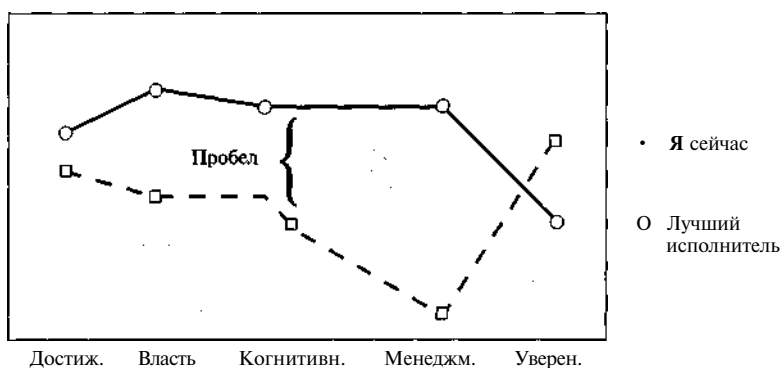 Пробел
• Я сейчас
O Лучший
исполнитель
Достиж. Власть Когнитивн. Менеджм. Уверен.